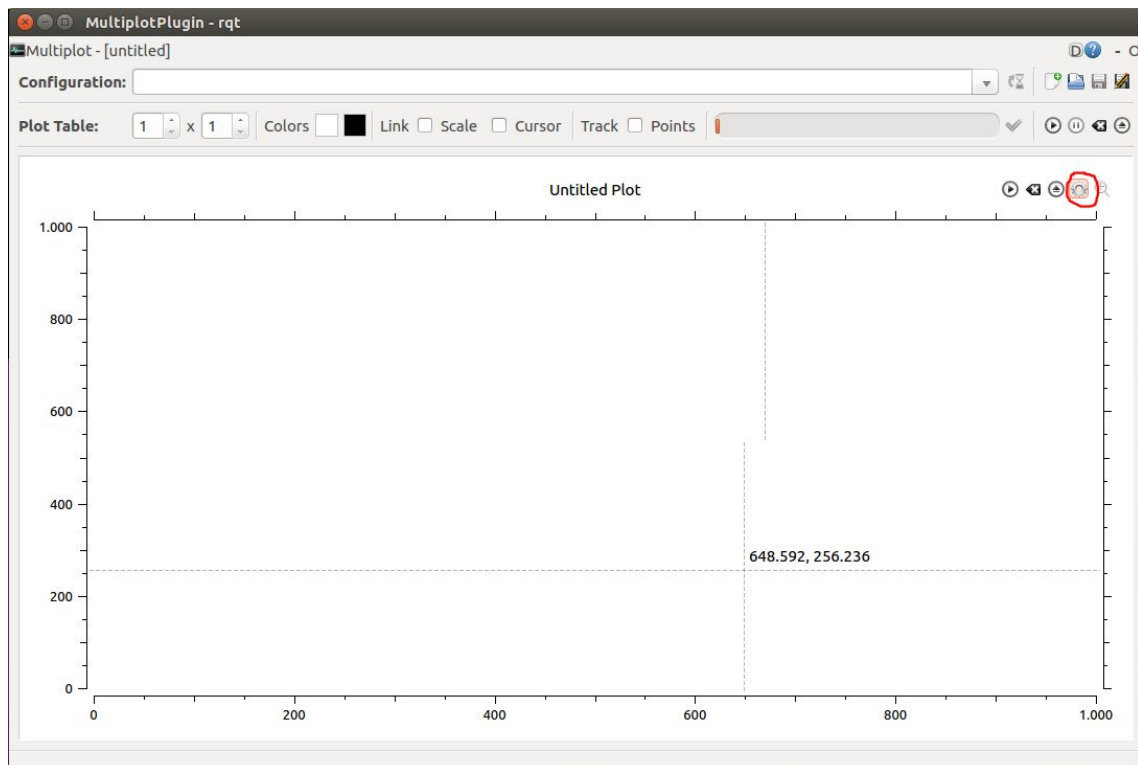 MultiplotPlugin - rqt
Multiplot - [untitled] D ? - O
Configuration:
Plot Table: 1 x 1 Colors Link Scale Cursor Track Points
Untitled Plot
1.000
800
600
400
648.592, 256.236
200
0
0 200 400 600 800 1.000